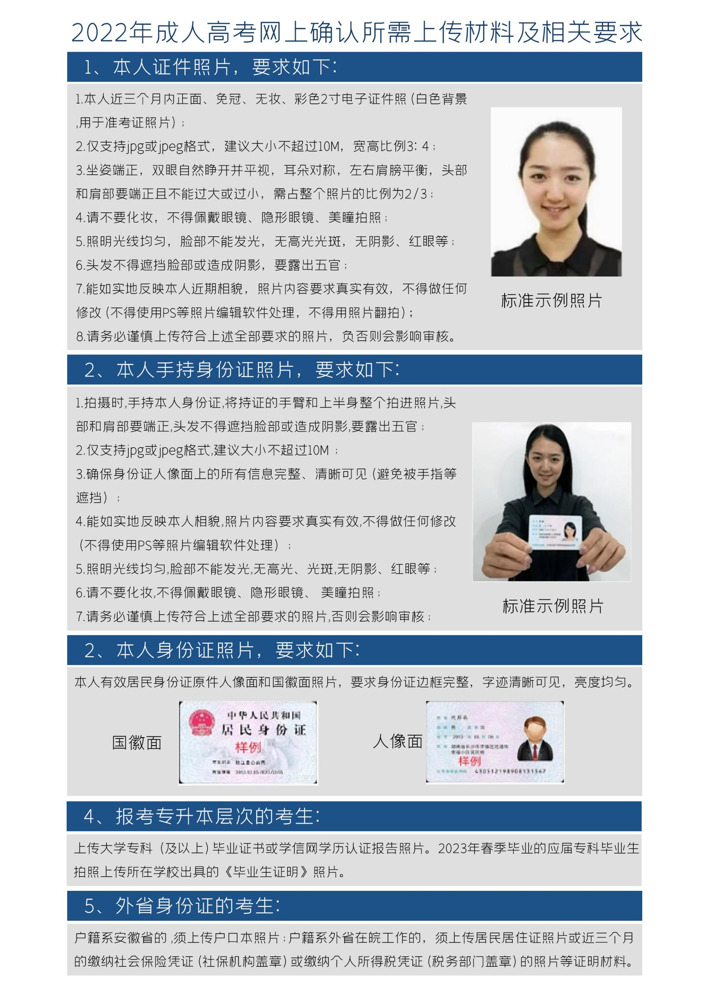 2022年成人高考网上确认所需上传材料及相关要求
1、本人证件照片，要求如下：
1.本人近三个月内正面、免冠、无妆、彩色2寸电子证件照（白色背景
,用于准考证照片）；
2.仅支持jpg或jpeg格式，建议大小不超过10M，宽高比例3：4；
3.坐姿端正，双眼自然睁开并平视，耳朵对称，左右肩膀平衡，头部
和肩部要端正且不能过大或过小，需占整个照片的比例为2/3；
4.请不要化妆，不得佩戴眼镜、隐形眼镜、美瞳拍照；
5.照明光线均匀，脸部不能发光，无高光光斑，无阴影、红眼等；
6.头发不得遮挡脸部或造成阴影，要露出五官；
7.能如实地反映本人近期相貌，照片内容要求真实有效，不得做任何
修改（不得使用PS等照片编辑软件处理，不得用照片翻拍）；
8.请务必谨慎上传符合上述全部要求的照片，负否则会影响审核。
标准示例照片
2、本人手持身份证照片，要求如下：
1.拍摄时,手持本人身份证,将持证的手臂和上半身整个拍进照片,头
部和肩部要端正,头发不得遮挡脸部或造成阴影,要露出五官；
2.仅支持jpg或jpeg格式,建议大小不超过10M；
3.确保身份证人像面上的所有信息完整、清晰可见（避免被手指等
遮挡）；
4.能如实地反映本人相貌,照片内容要求真实有效,不得做任何修改
（不得使用PS等照片编辑软件处理）；
5.照明光线均匀,脸部不能发光,无高光、光斑,无阴影、红眼等；
6.请不要化妆,不得佩戴眼镜、隐形眼镜、 美瞳拍照；
7.请务必谨慎上传符合上述全部要求的照片,否则会影响审核；
标准示例照片
2、本人身份证照片，要求如下：
本人有效居民身份证原件人像面和国徽面照片，要求身份证边框完整，字迹清晰可见，亮度均匀。
国徽面
中华人民共和国
居民身份证
样例
人像面
代用名
男
样例
430512198908131367
4、报考专升本层次的考生：
上传大学专科（及以上）毕业证书或学信网学历认证报告照片。2023年春季毕业的应届专科毕业生
拍照上传所在学校出具的《毕业生证明》照片。
5、外省身份证的考生：
户籍系安徽省的,须上传户口本照片；户籍系外省在皖工作的，须上传居民居住证照片或近三个月
的缴纳社会保险凭证（社保机构盖章）或缴纳个人所得税凭证（税务部门盖章）的照片等证明材料。